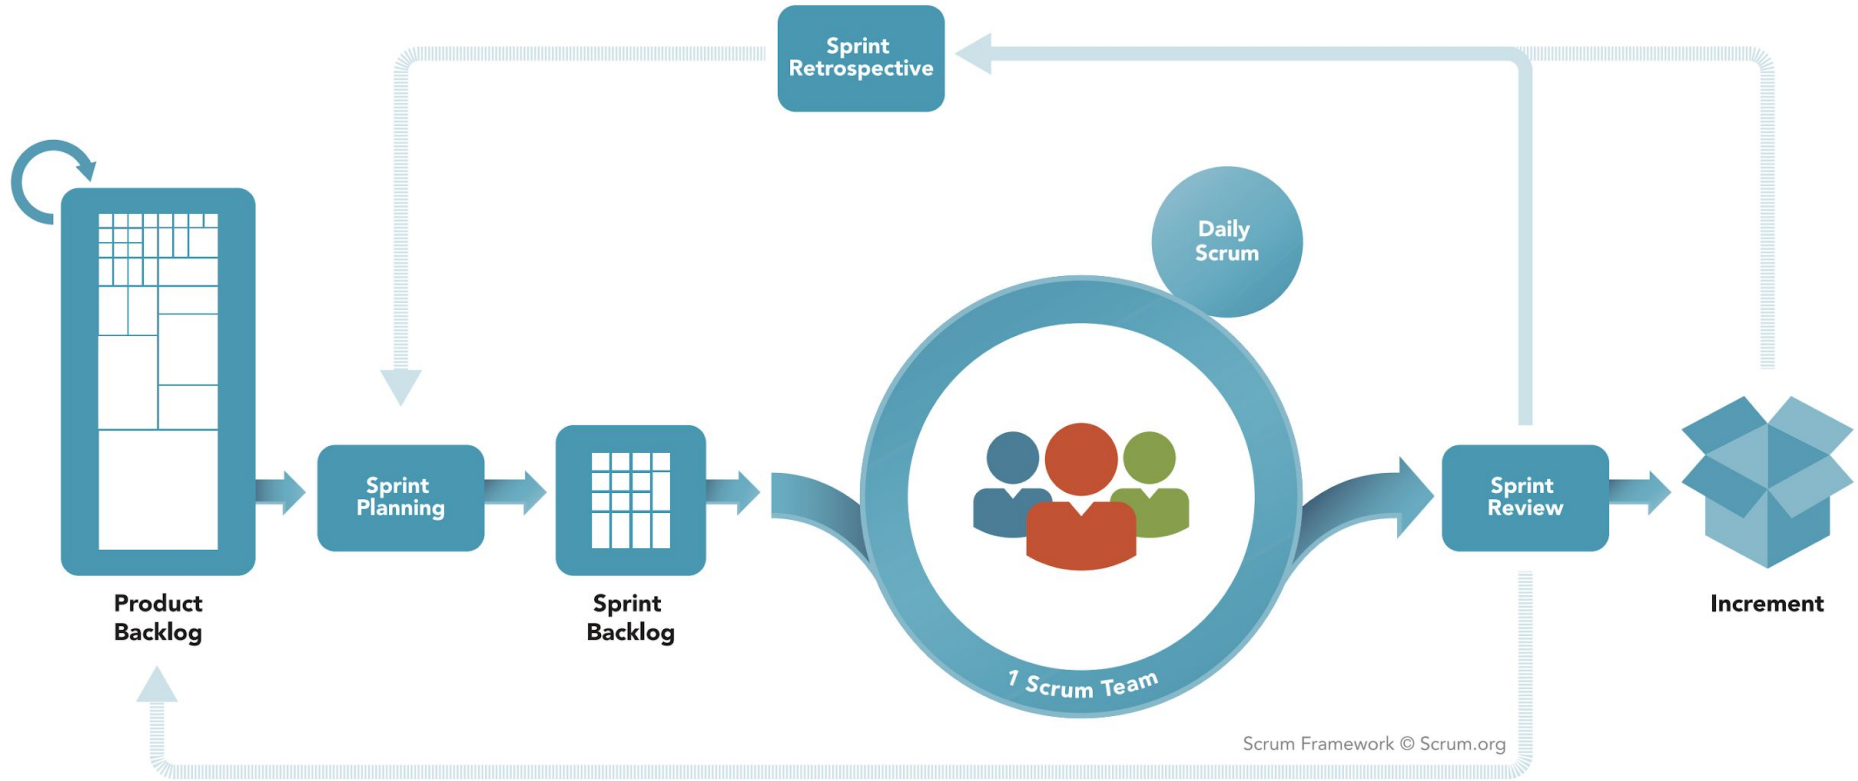 Sprint
Retrospective
Daily
Scrum
Sprint
Planning
Sprint
Review
Product
Backlog
Sprint
Backlog
Increment
1 Scrum Team
Scrum Framework © Scrum.org